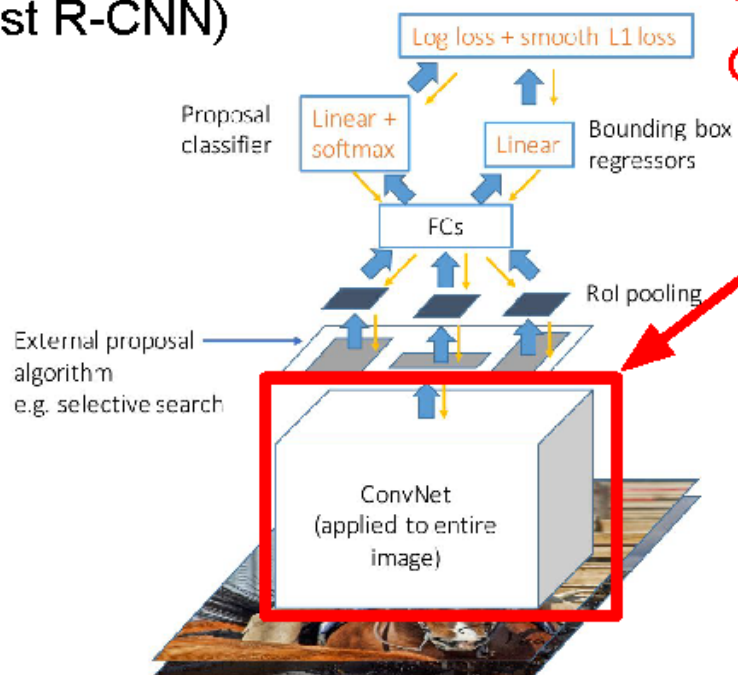 st R-CNN)
Log loss + smooth L1 loss
Proposal
classifier
Linear +
softmax
Linear
Bounding box
regressors
FCs
RoI pooling
External proposal
algorithm
e.g. selective search
ConvNet
(applied to entire
image)